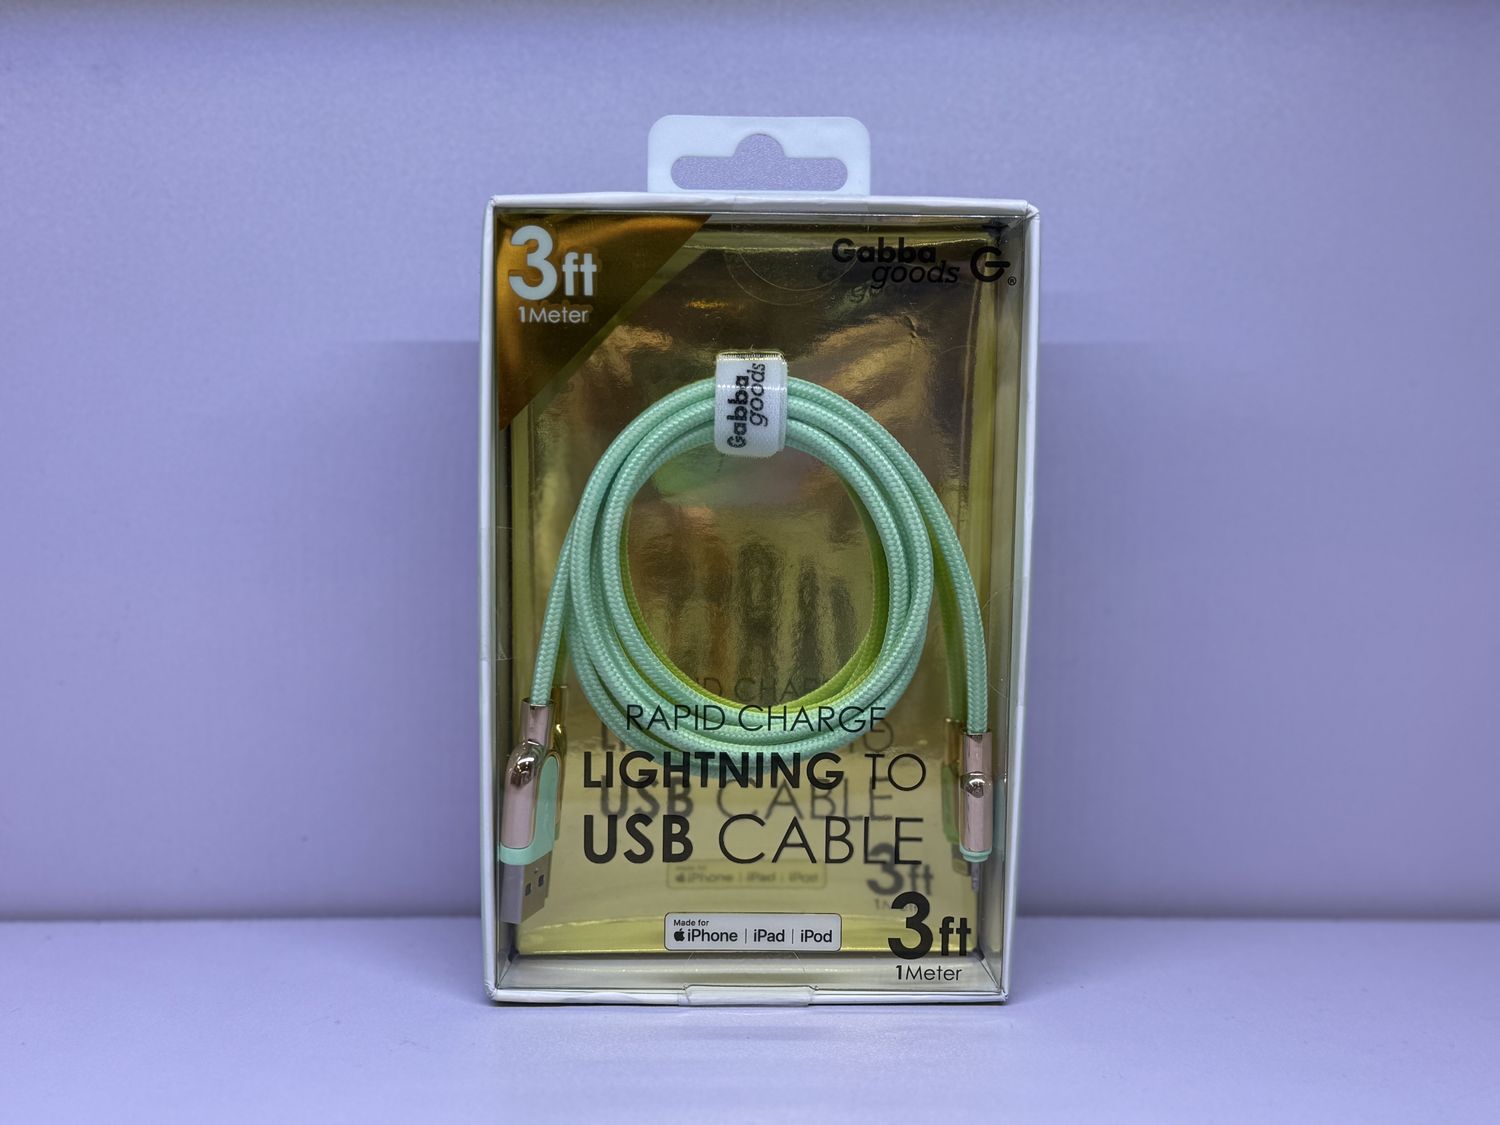 3ft
1Meter
Gabba
goods G®
Gabba
goods
RAPID CHARGE
LIGHTNING TO
USB CABLE
Made for
iPhone | iPad | iPod
3ft
1Meter